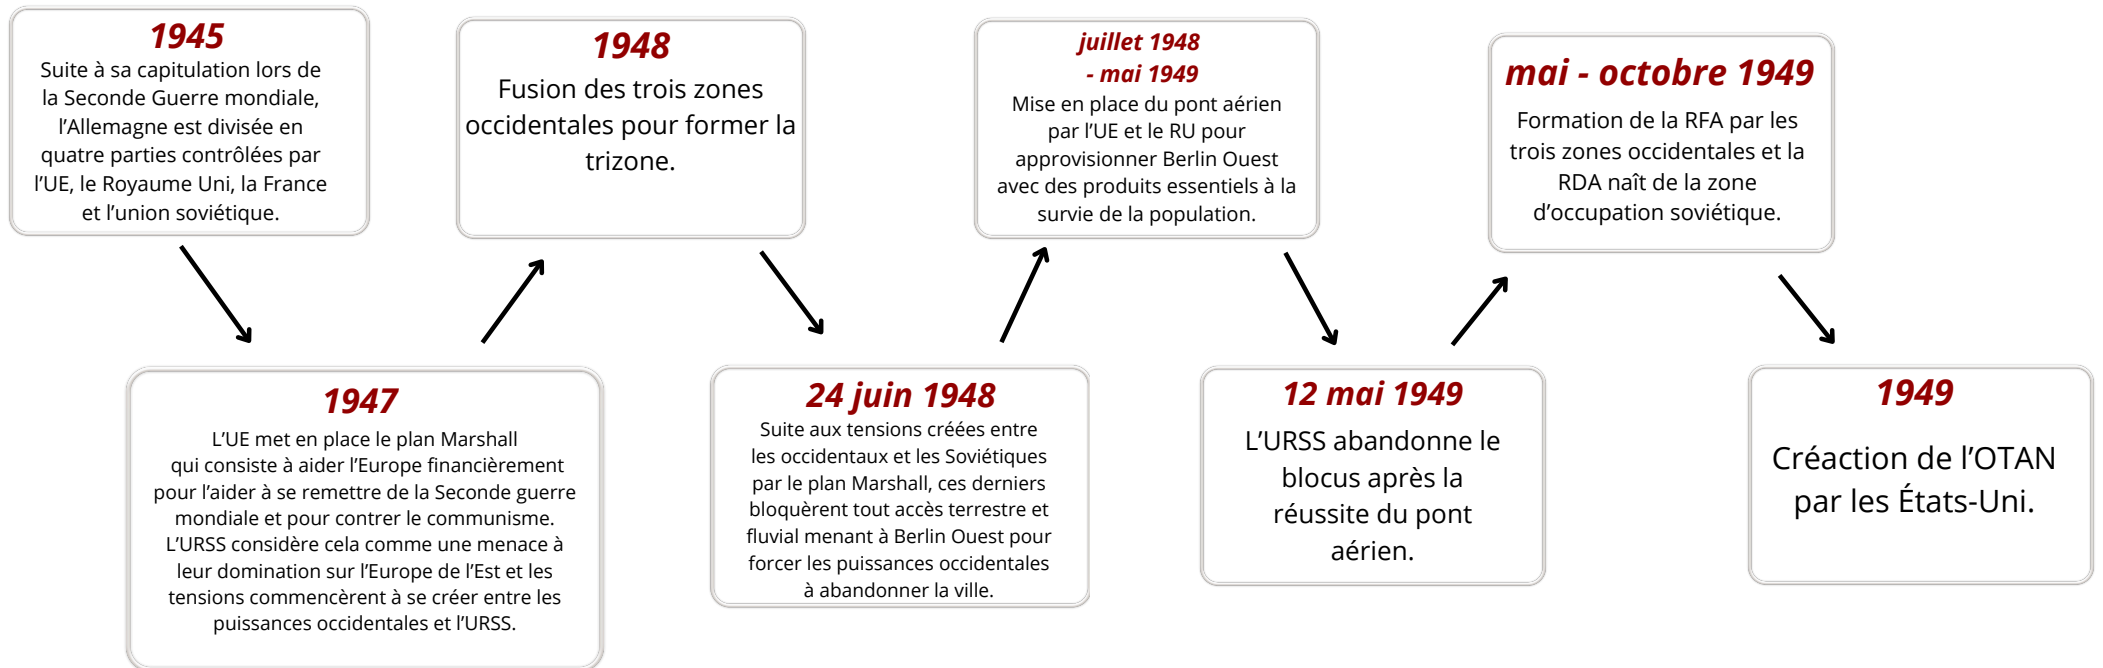 1945
Suite à sa capitulation lors de
la Seconde Guerre mondiale,
l’Allemagne est divisée en
quatre parties contrôlées par
l’UE, le Royaume Uni, la France
et l’union soviétique.
1947
L’UE met en place le plan Marshall
qui consiste à aider l’Europe financièrement
pour l’aider à se remettre de la Seconde guerre
mondiale et pour contrer le communisme.
L’URSS considère cela comme une menace à
leur domination sur l’Europe de l’Est et les
tensions commencèrent à se créer entre les
puissances occidentales et l’URSS.
1948
Fusion des trois zones
occidentales pour former la
trizone.
24 juin 1948
Suite aux tensions créées entre
les occidentaux et les Soviétiques
par le plan Marshall, ces derniers
bloquèrent tout accès terrestre et
fluvial menant à Berlin Ouest pour
forcer les puissances occidentales
à abandonner la ville.
juillet 1948
- mai 1949
Mise en place du pont aérien
par l’UE et le RU pour
approvisionner Berlin Ouest
avec des produits essentiels à la
survie de la population.
12 mai 1949
L’URSS abandonne le
blocus après la
réussite du pont
aérien.
mai - octobre 1949
Formation de la RFA par les
trois zones occidentales et la
RDA naît de la zone
d’occupation soviétique.
1949
Créaction de l’OTAN
par les États-Uni.